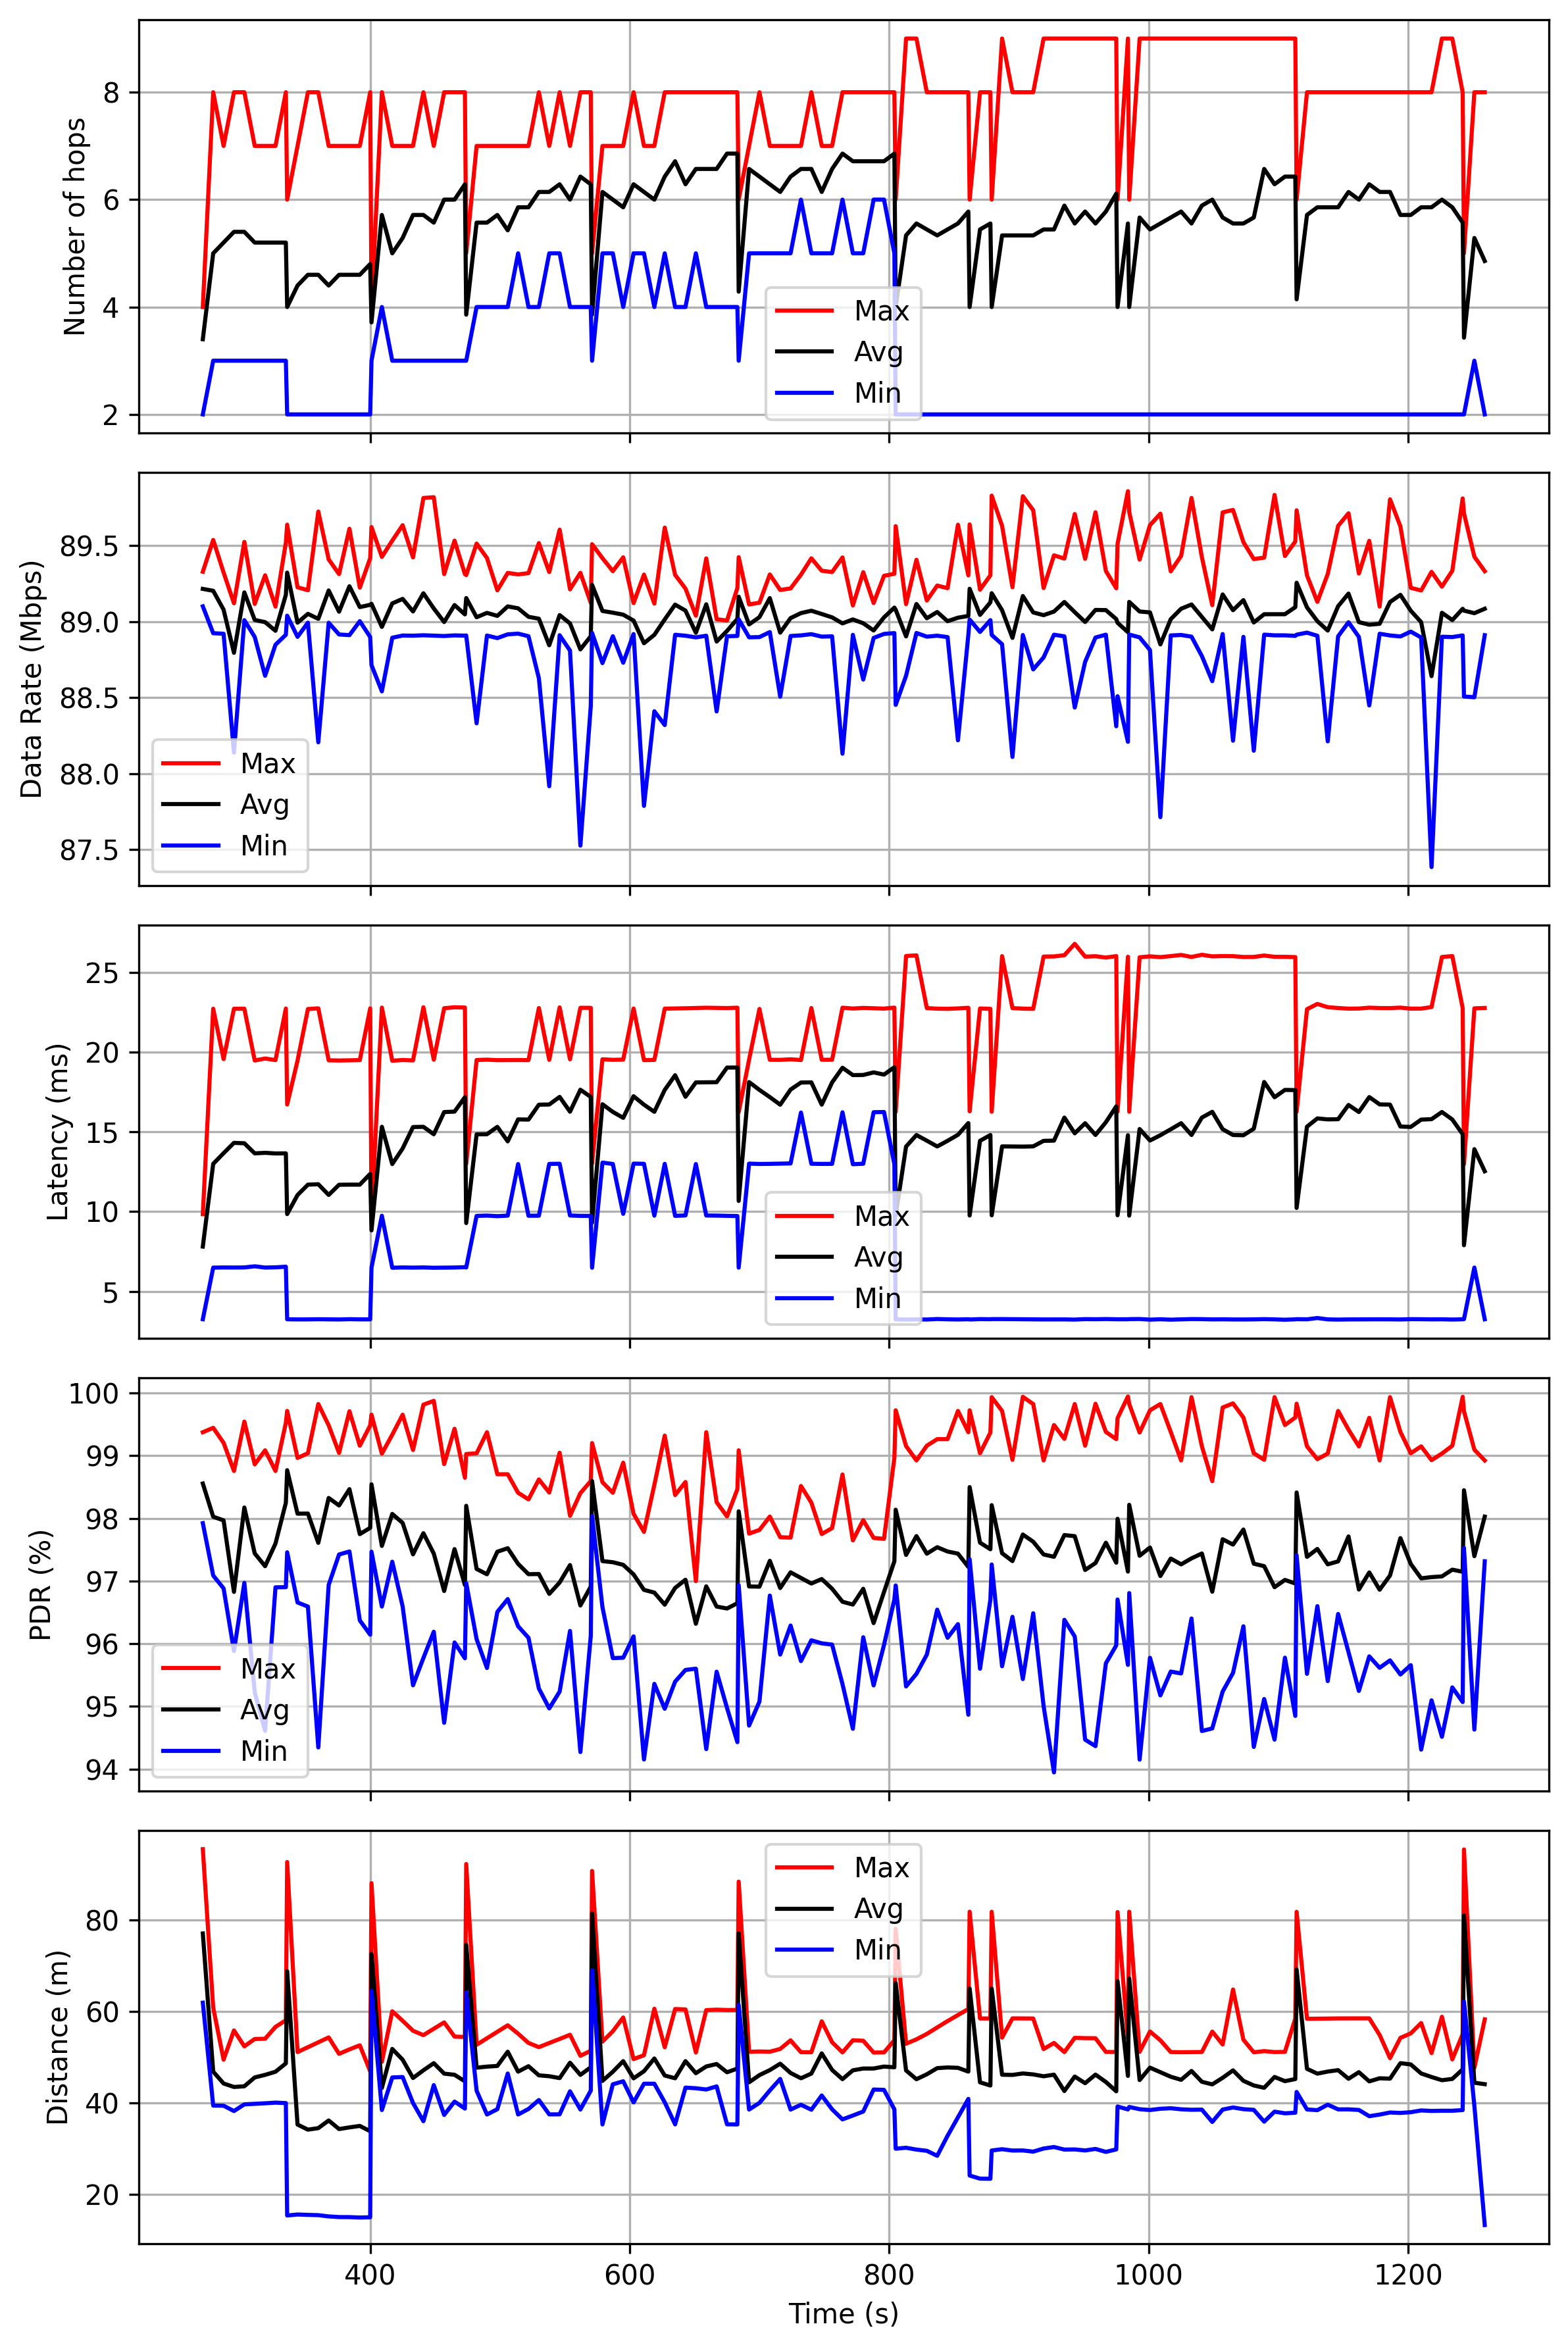 Number of hops
8
6
4
2
Max
Avg
Min
Data Rate (Mbps)
89.5
89.0
88.5
88.0
87.5
Max
Avg
Min
Latency (ms)
25
20
15
10
5
Max
Avg
Min
PDR (%)
100
99
98
97
96
95
94
Max
Avg
Min
Distance (m)
80
60
40
20
Max
Avg
Min
400 600 800 1000 1200
Time (s)